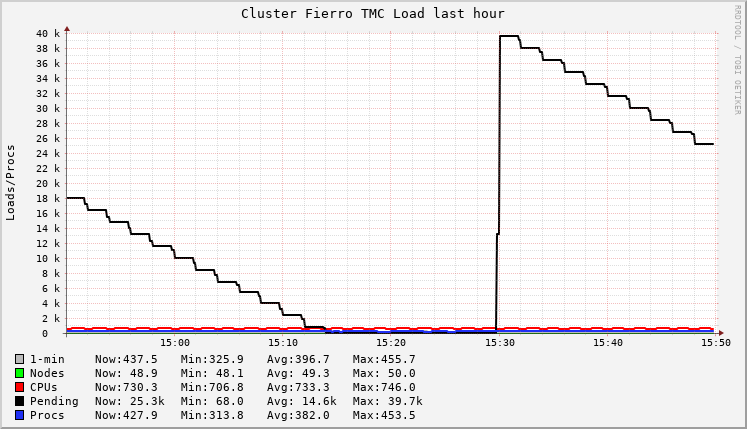 Cluster Fierro TMC Load last hour
RRDTOOL / TOBI OETIKER
Loads/Procs
40 k
38 k
36 k
34 k
32 k
30 k
28 k
26 k
24 k
22 k
20 k
18 k
16 k
14 k
12 k
10 k
8 k
6 k
4 k
2 k
0
15:00 15:10 15:20 15:30 15:40 15:50
1-min Now:437.5 Min:325.9 Avg:396.7 Max:455.7
Nodes Now: 48.9 Min: 48.1 Avg: 49.3 Max: 50.0
CPUs Now:730.3 Min:706.8 Avg:733.3 Max:746.0
Pending Now: 25.3k Min: 68.0 Avg: 14.6k Max: 39.7k
Procs Now:427.9 Min:313.8 Avg:382.0 Max:453.5